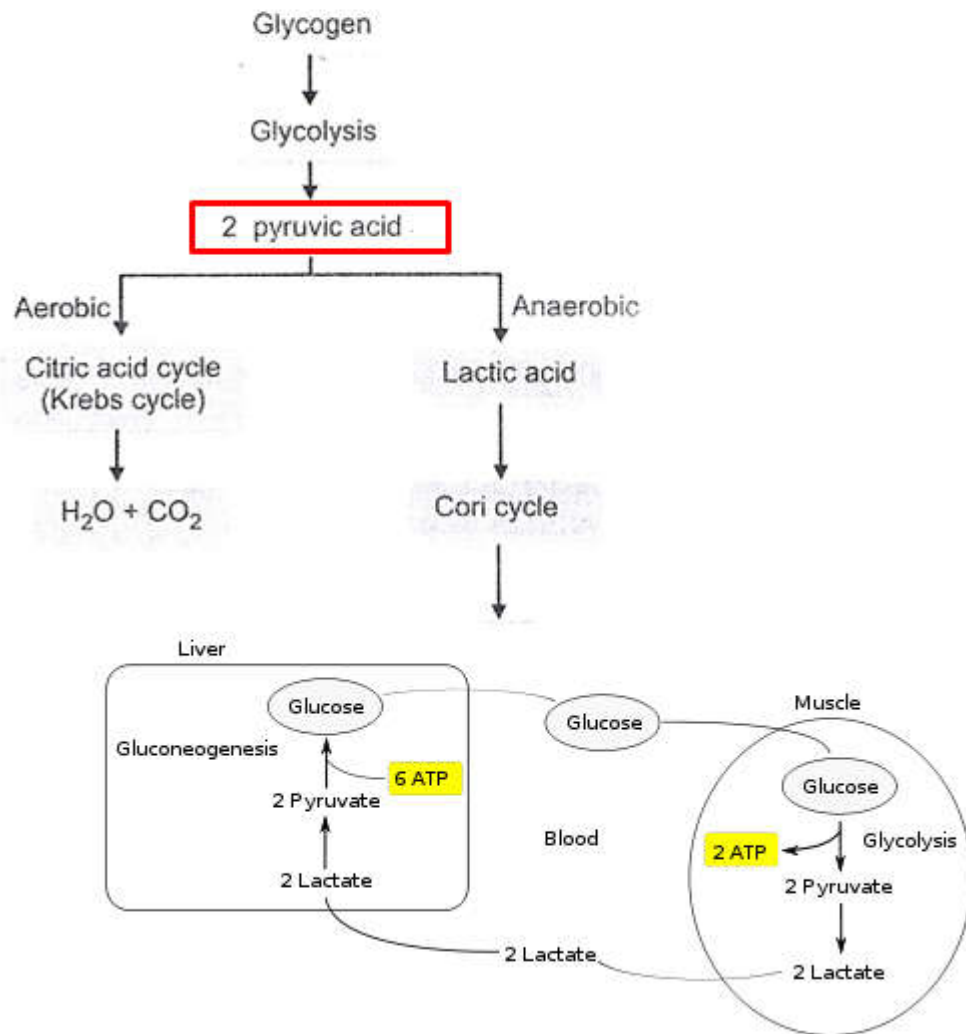 Glycogen
Glycolysis
2 pyruvic acid
Aerobic
Anaerobic
Citric acid cycle
(Krebs cycle)
Lactic acid
H₂O + CO₂
Cori cycle
Liver
Glucose
Gluconeogenesis
6 ATP
2 Pyruvate
2 Lactate
Glucose
Blood
2 Lactate
Muscle
Glucose
Glycolysis
2 ATP
2 Pyruvate
2 Lactate